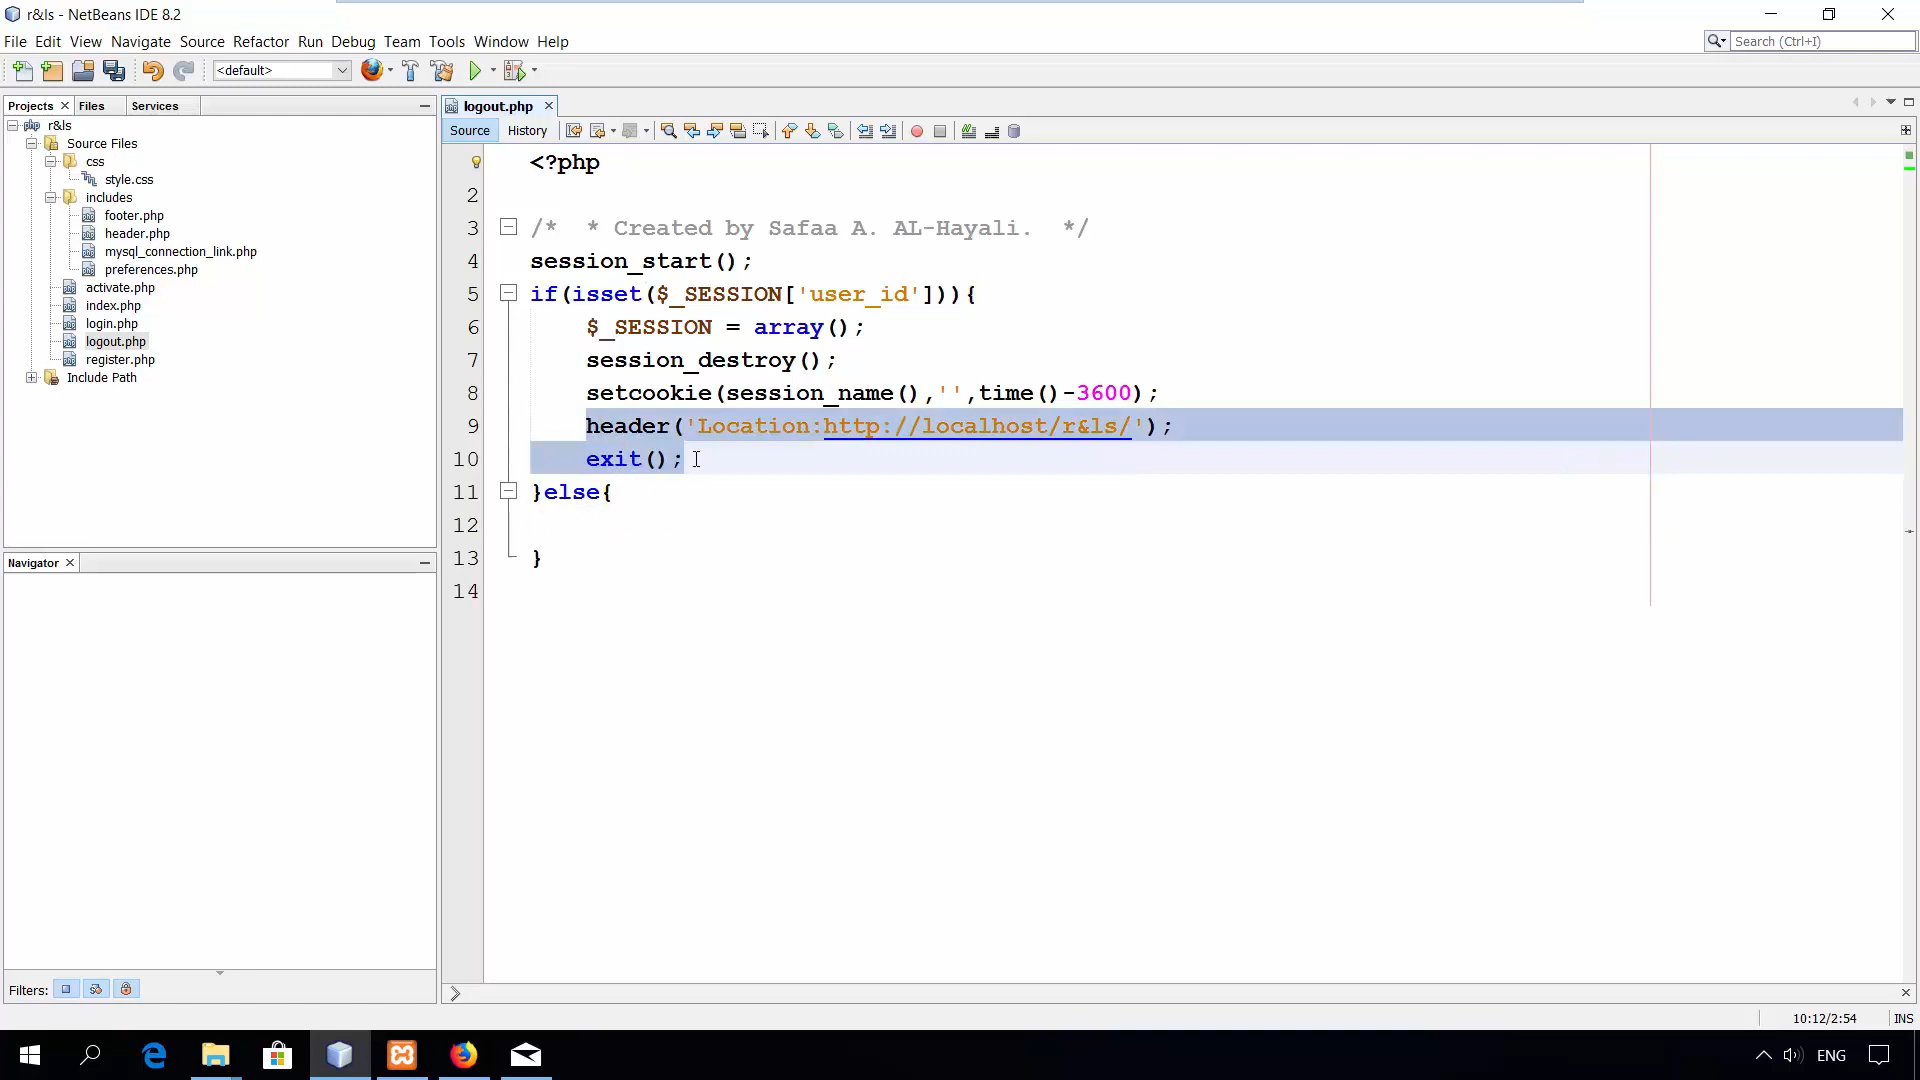 r&ls - NetBeans IDE 8.2
File Edit View Navigate Source Refactor Run Debug Team Tools Window Help
Search (Ctrl+I)
<default>
Projects Files Services
r&ls
Source Files
css
style.css
includes
footer.php
header.php
mysql_connection_link.php
preferences.php
activate.php
index.php
login.php
logout.php
register.php
Include Path
Navigator
Filters:
logout.php
Source History
<?php
2
3 /*  * Created by Safaa A. AL-Hayali.  */
4 session_start();
5 if(isset($_SESSION['user_id'])){
6 $_SESSION = array();
7 session_destroy();
8 setcookie(session_name(),'',time()-3600);
9 header('Location:http://localhost/r&ls/');
10 exit();
11 }else{
12
13 }
14
10:12/2:54 INS
ENG